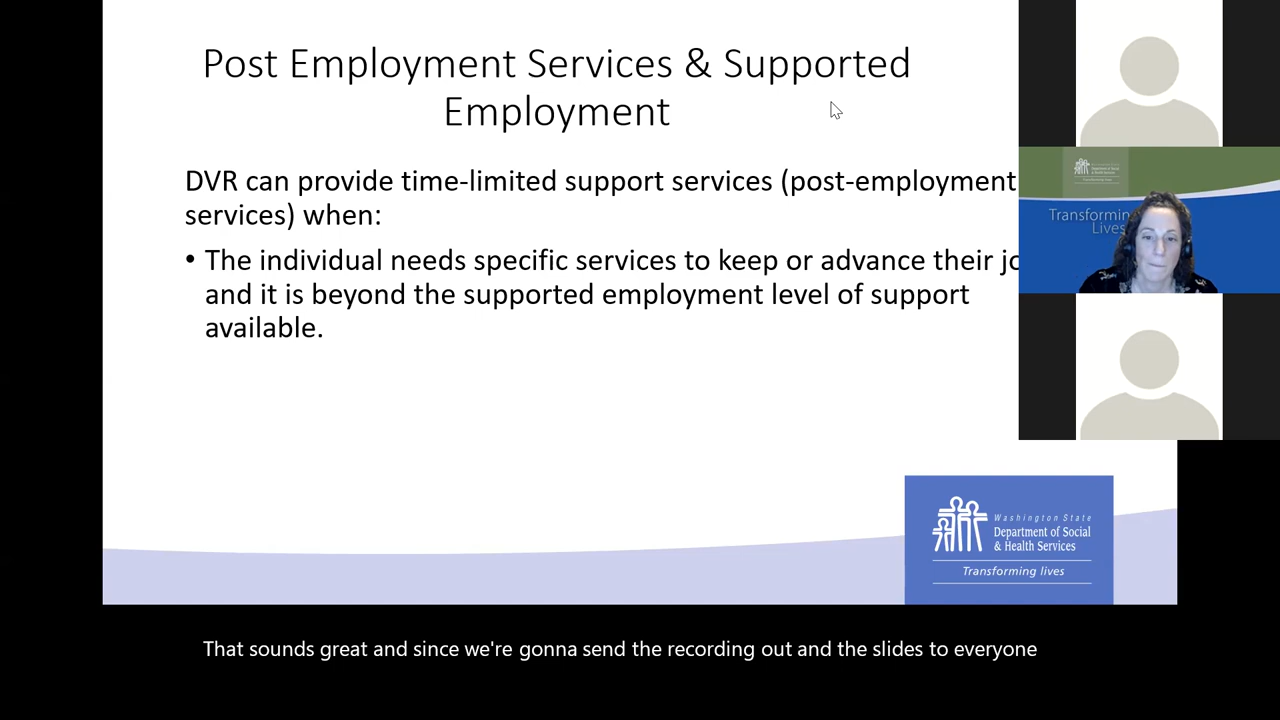 Post Employment Services & Supported
Employment
DVR can provide time-limited support services (post-employment
services) when:
• The individual needs specific services to keep or advance their
and it is beyond the supported employment level of support
available.
Transforming
Lives
Washington State
Department of Social
& Health Services
Transforming lives
That sounds great and since we're gonna send the recording out and the slides to everyone